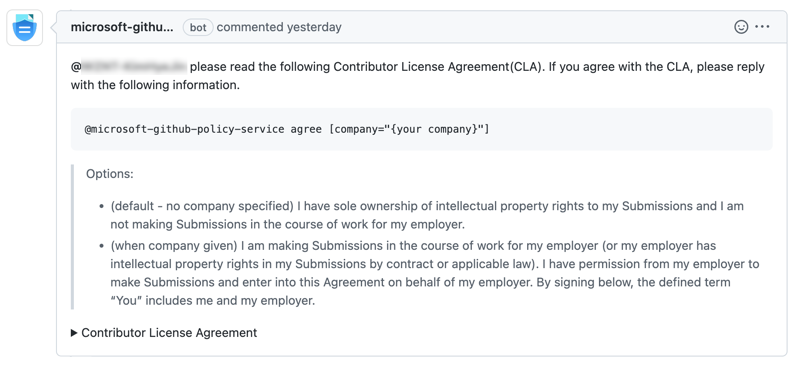 microsoft-githu... bot commented yesterday
@ please read the following Contributor License Agreement(CLA). If you agree with the CLA, please reply
with the following information.
@microsoft-github-policy-service agree [company="{your company}"]
Options:
• (default - no company specified) I have sole ownership of intellectual property rights to my Submissions and I am
not making Submissions in the course of work for my employer.
• (when company given) I am making Submissions in the course of work for my employer (or my employer has
intellectual property rights in my Submissions by contract or applicable law). I have permission from my employer to
make Submissions and enter into this Agreement on behalf of my employer. By signing below, the defined term
“You” includes me and my employer.
▶ Contributor License Agreement